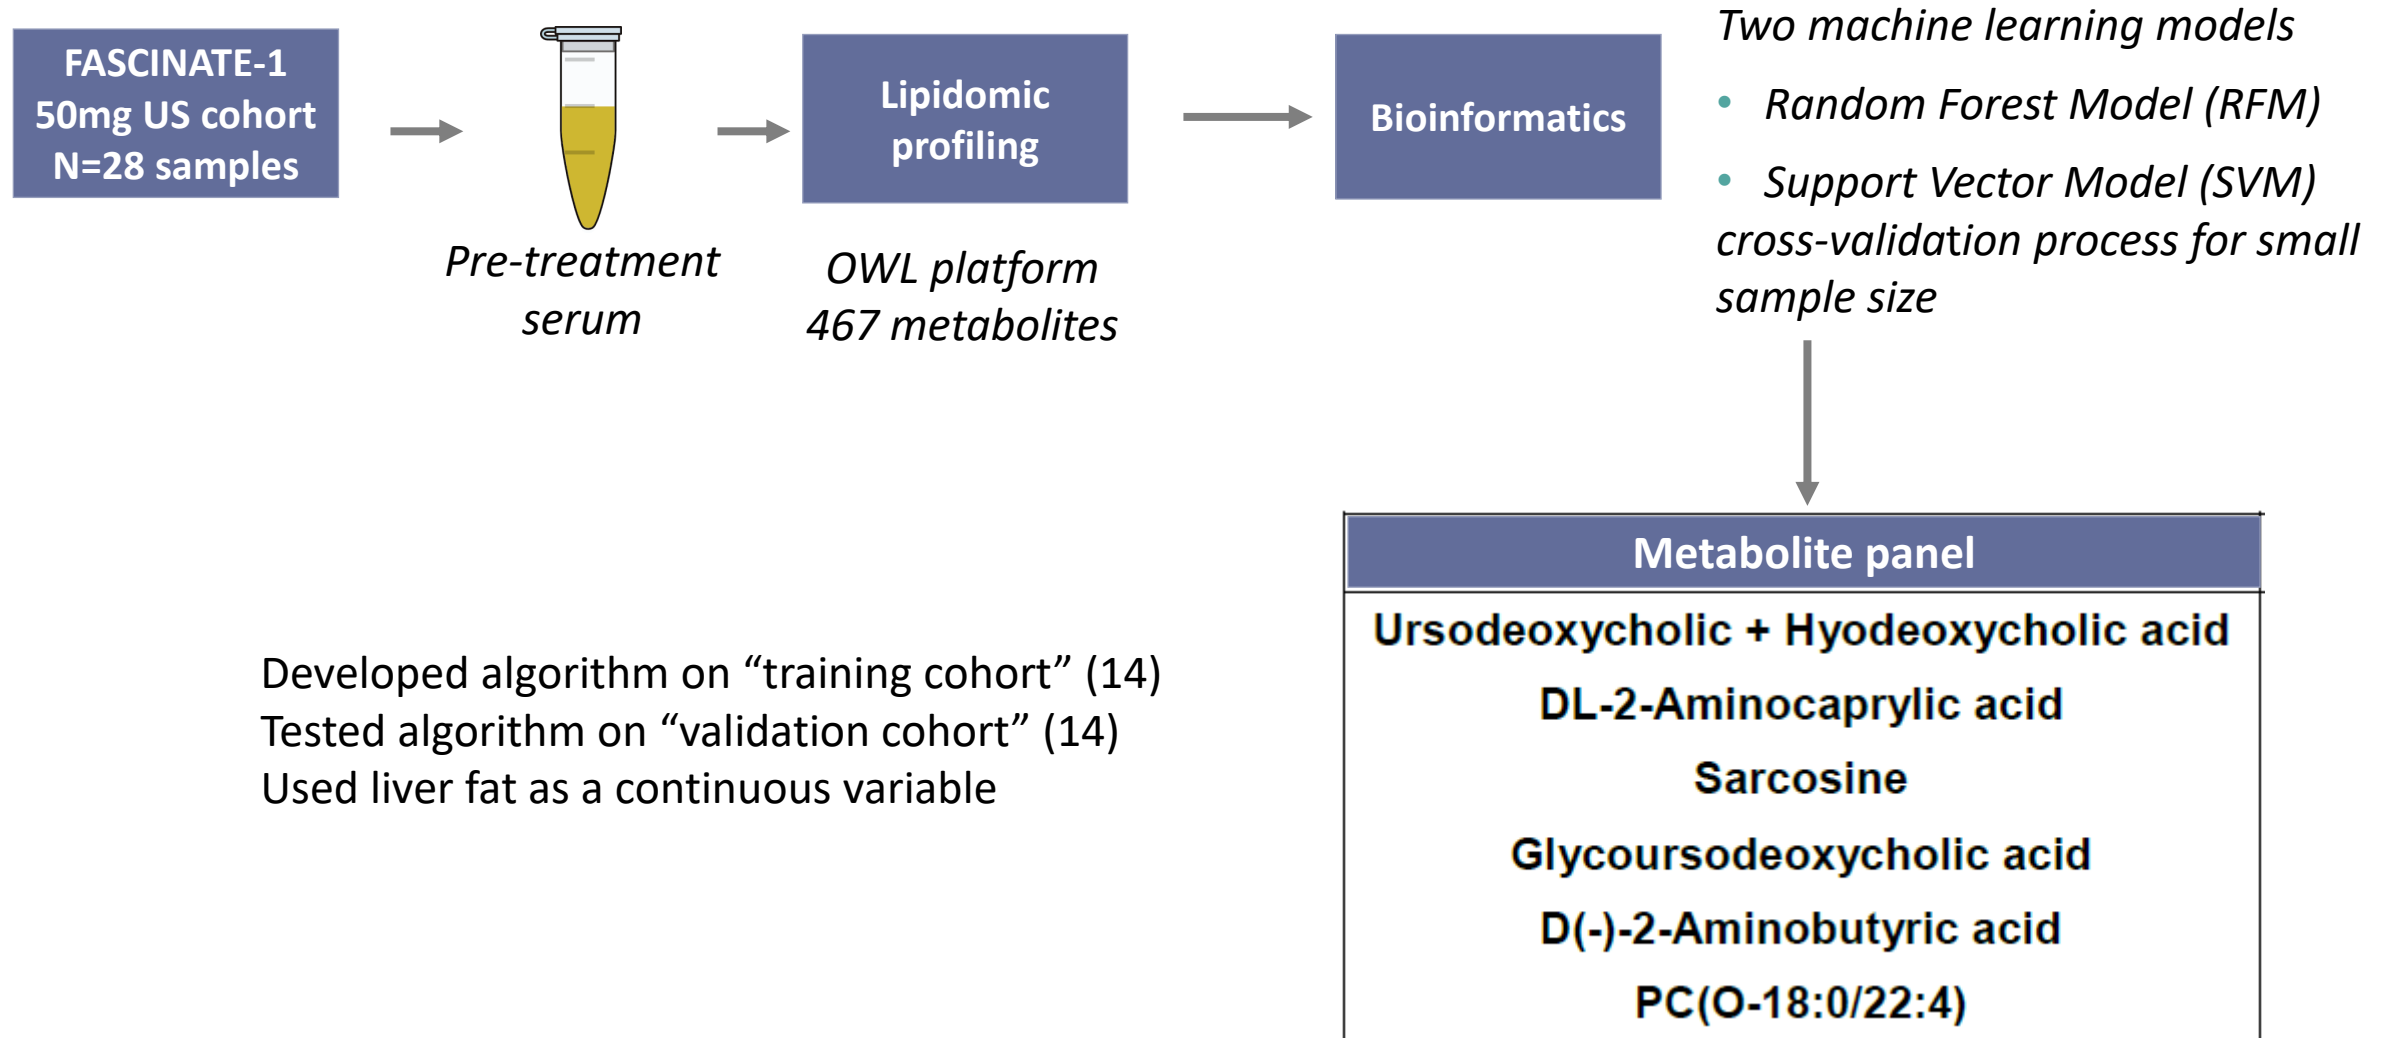 FASCINATE-1
50mg US cohort
N=28 samples
Pre-treatment
serum
Lipidomic
profiling
OWL platform
467 metabolites
Bioinformatics
Two machine learning models
• Random Forest Model (RFM)
• Support Vector Model (SVM)
cross-validation process for small
sample size
Developed algorithm on “training cohort” (14)
Tested algorithm on “validation cohort” (14)
Used liver fat as a continuous variable
Metabolite panel
Ursodeoxycholic + Hyodeoxycholic acid
DL-2-Aminocaprylic acid
Sarcosine
Glycoursodeoxycholic acid
D(-)-2-Aminobutyric acid
PC(O-18:0/22:4)